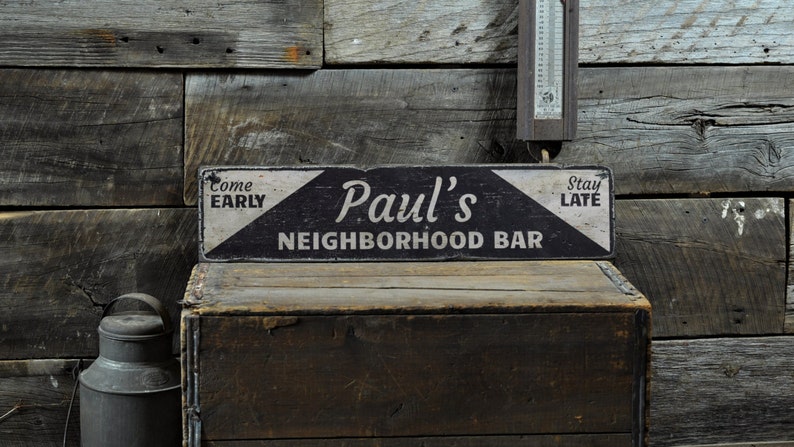 Come
EARLY
Paul's
NEIGHBORHOOD BAR
Stay
LATE